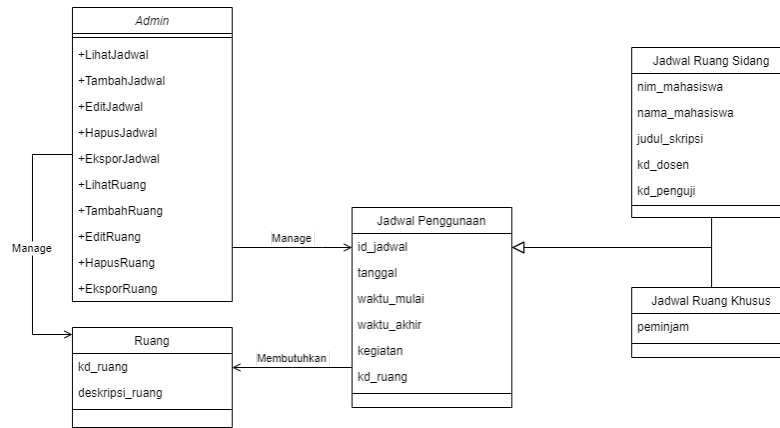 Admin
+LihatJadwal
+TambahJadwal
+EditJadwal
+HapusJadwal
+EksporJadwal
+LihatRuang
+TambahRuang
+EditRuang
+HapusRuang
+EksporRuang
Manage
Manage
Ruang
kd_ruang
deskripsi_ruang
Membutuhkan
Jadwal Penggunaan
id_jadwal
tanggal
waktu_mulai
waktu_akhir
kegiatan
kd_ruang
Jadwal Ruang Sidang
nim_mahasiswa
nama_mahasiswa
judul_skripsi
kd_dosen
kd_penguji
Jadwal Ruang Khusus
peminjam